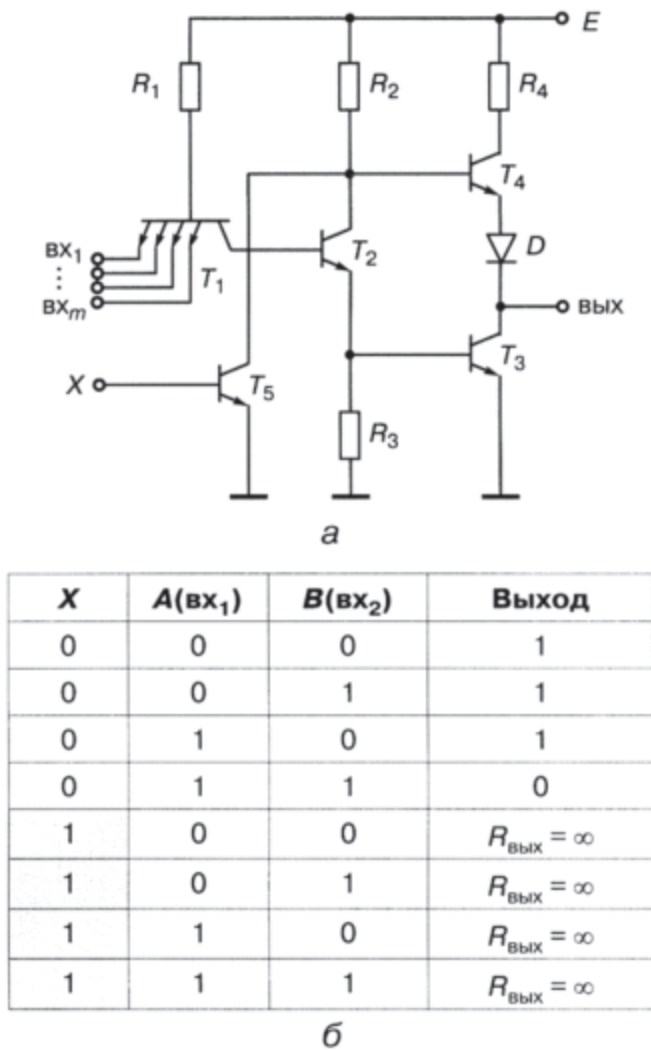 E
R₁
R₂
R₄
T₄
вх₁
T₂
D
⋮
T₁
вхₘ
вых
T₃
X
T₅
R₃
а
X A(вх₁) B(вх₂) Выход
0 0 0 1
0 0 1 1
0 1 0 1
0 1 1 0
1 0 0 Rвых = ∞
1 0 1 Rвых = ∞
1 1 0 Rвых = ∞
1 1 1 Rвых = ∞
б